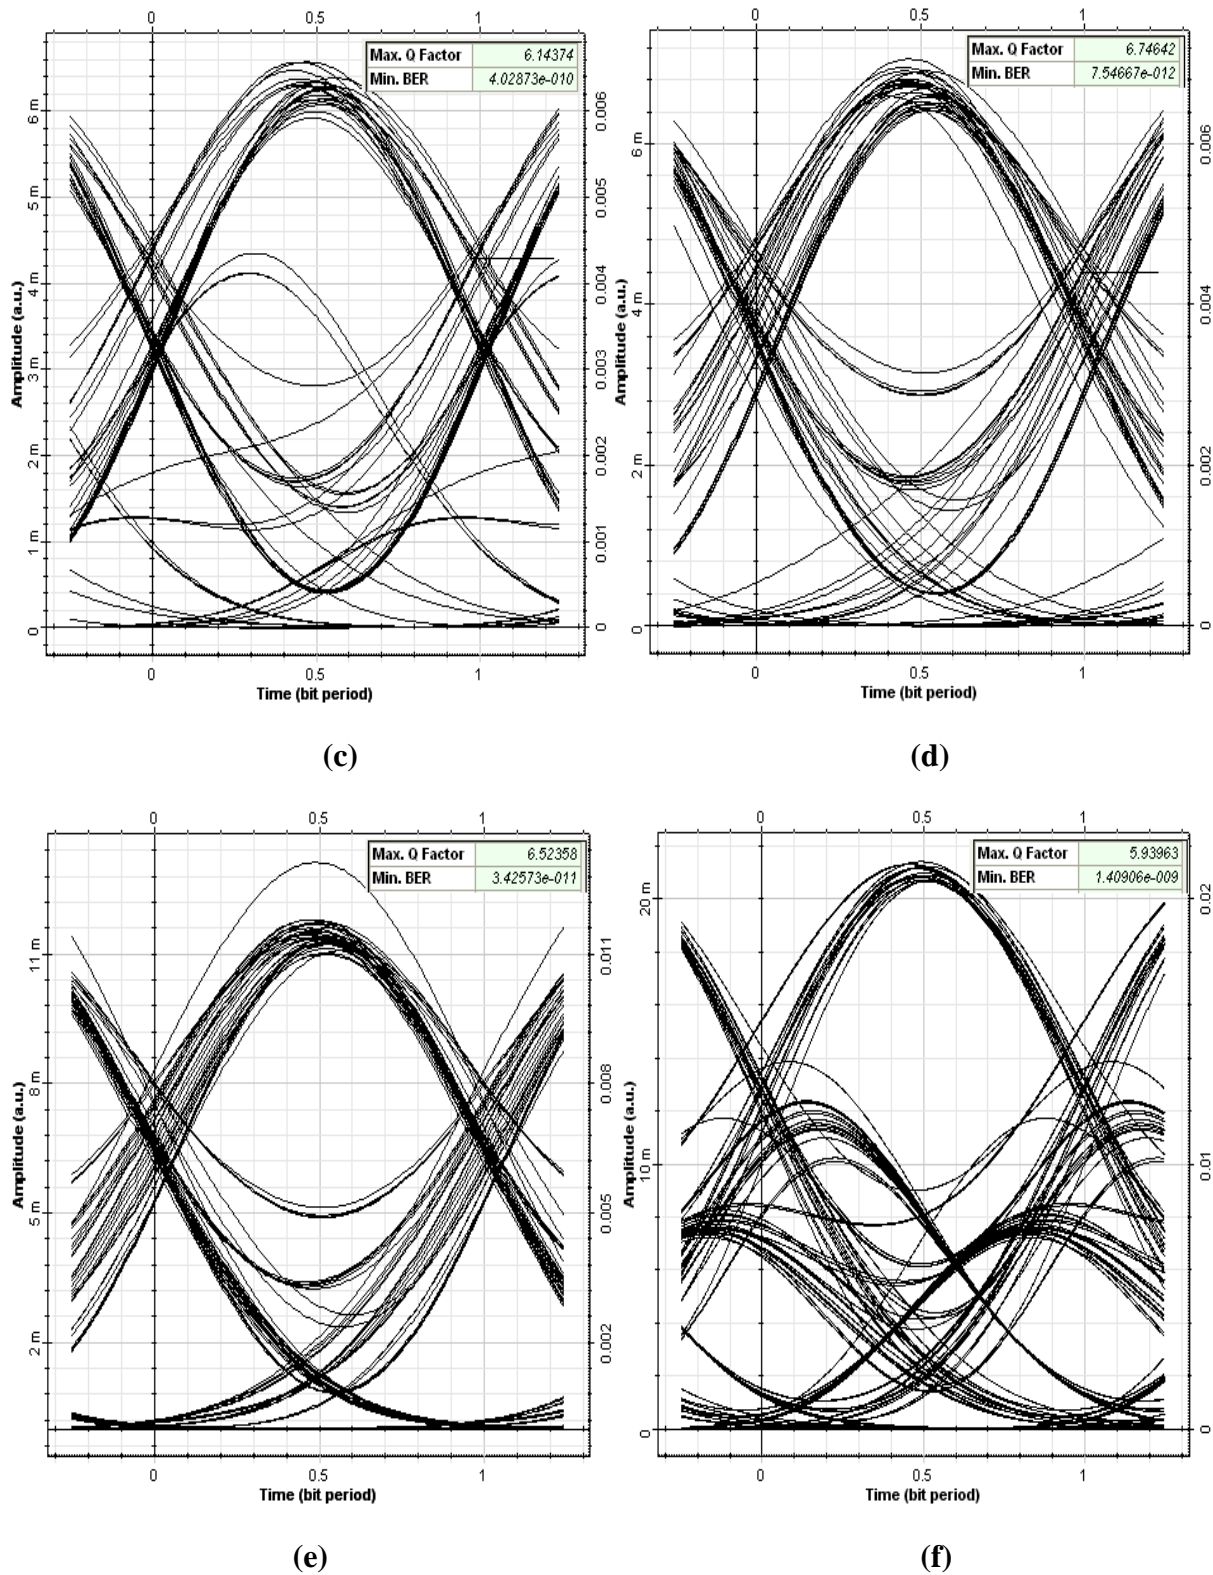 0 0.5 1
Max. Q Factor 6.14374
Min. BER 4.02873e-010
Amplitude (a.u.)
0 1 m 2 m 3 m 4 m 5 m 6 m
0 0.001 0.002 0.003 0.004 0.005 0.006
0 0.5 1
Time (bit period)
(c)
0 0.5 1
Max. Q Factor 6.74642
Min. BER 7.54667e-012
Amplitude (a.u.)
0 2 m 4 m 6 m
0 0.002 0.004 0.006
0 0.5 1
Time (bit period)
(d)
0 0.5 1
Max. Q Factor 6.52358
Min. BER 3.42573e-011
Amplitude (a.u.)
2 m 5 m 8 m 11 m
0.002 0.005 0.008 0.011
0 0.5 1
Time (bit period)
(e)
0 0.5 1
Max. Q Factor 5.93963
Min. BER 1.40906e-009
Amplitude (a.u.)
0 10 m 20 m
0 0.01 0.02
0 0.5 1
Time (bit period)
(f)